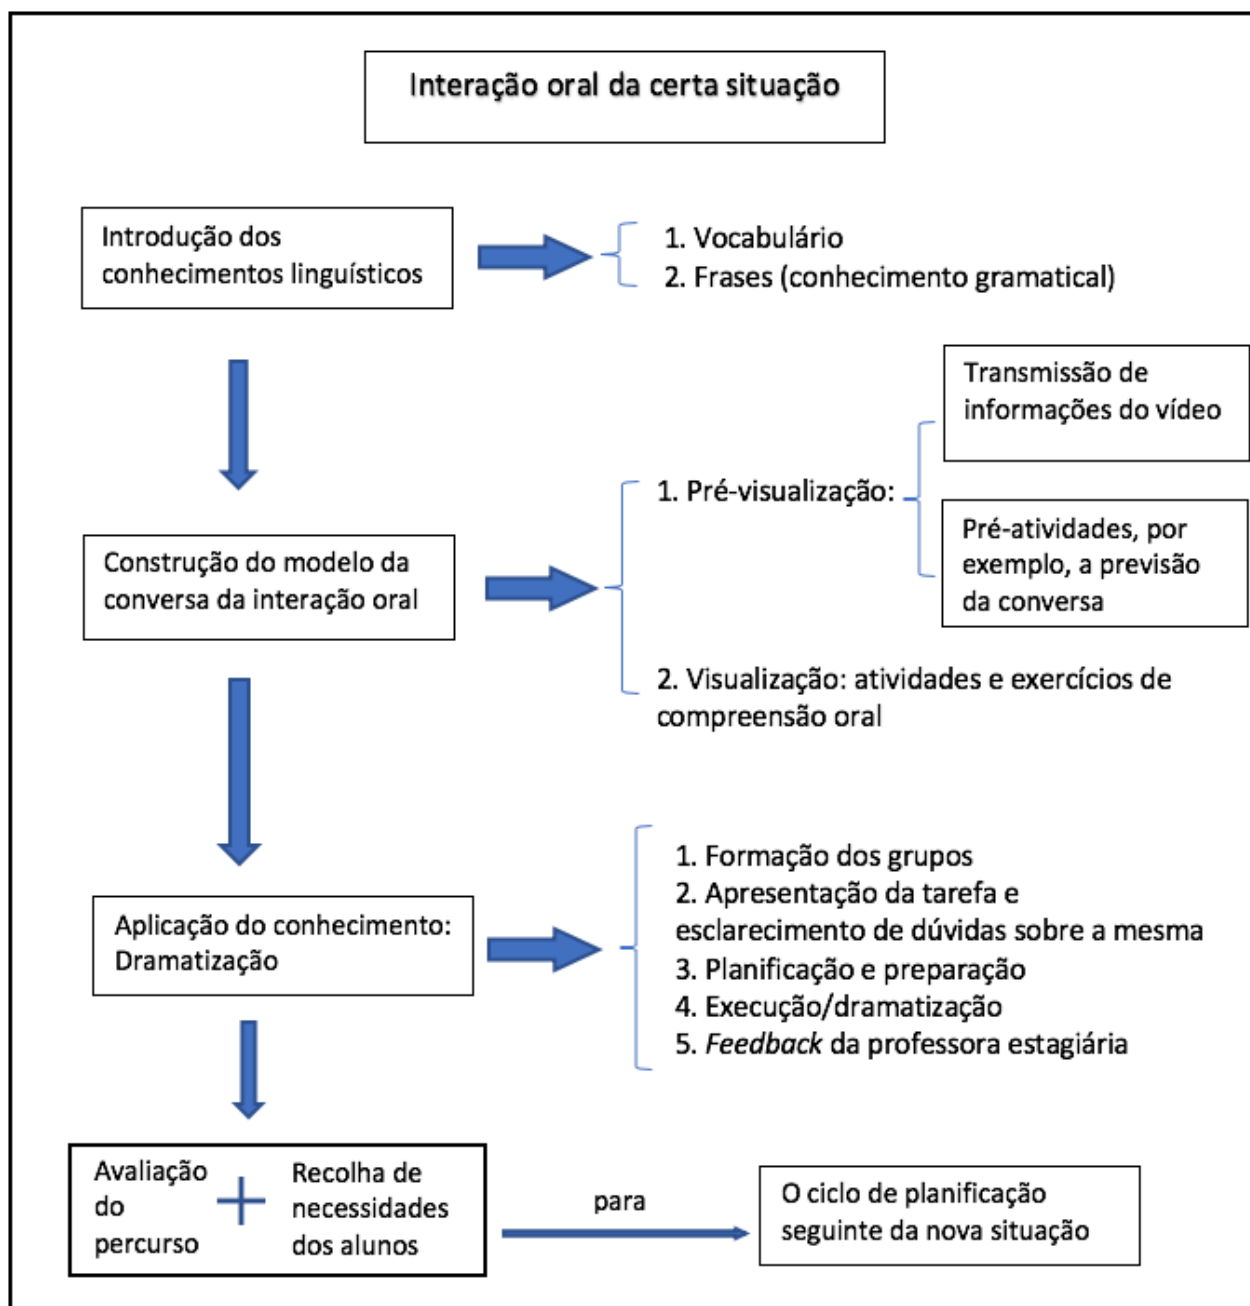 Interação oral da certa situação
Introdução dos
conhecimentos linguísticos
1. Vocabulário
2. Frases (conhecimento gramatical)
Transmissão de
informações do vídeo
1. Pré-visualização:
Pré-atividades, por
exemplo, a previsão
da conversa
Construção do modelo da
conversa da interação oral
2. Visualização: atividades e exercícios de
compreensão oral
Aplicação do conhecimento:
Dramatização
1. Formação dos grupos
2. Apresentação da tarefa e
esclarecimento de dúvidas sobre a mesma
3. Planificação e preparação
4. Execução/dramatização
5. Feedback da professora estagiária
Avaliação
do
percurso
+
Recolha de
necessidades
dos alunos
para
O ciclo de planificação
seguinte da nova situação